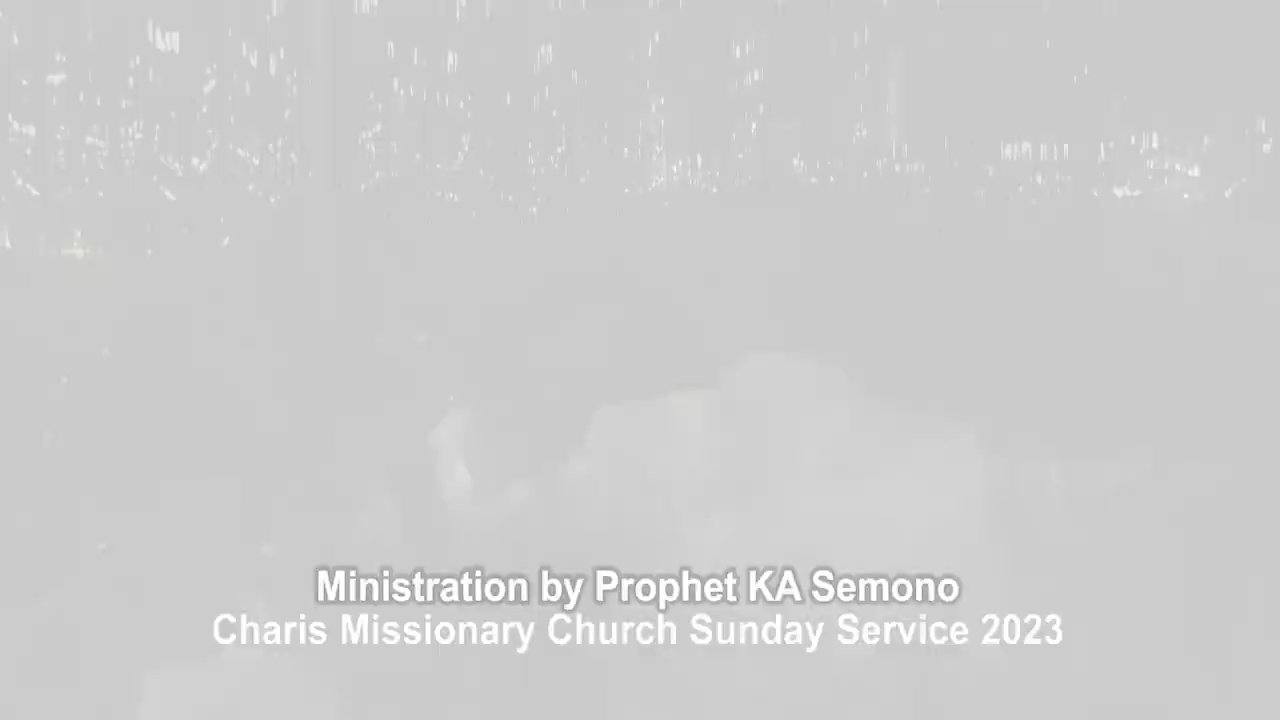 Ministration by Prophet KA Semono
Charis Missionary Church Sunday Service 2023